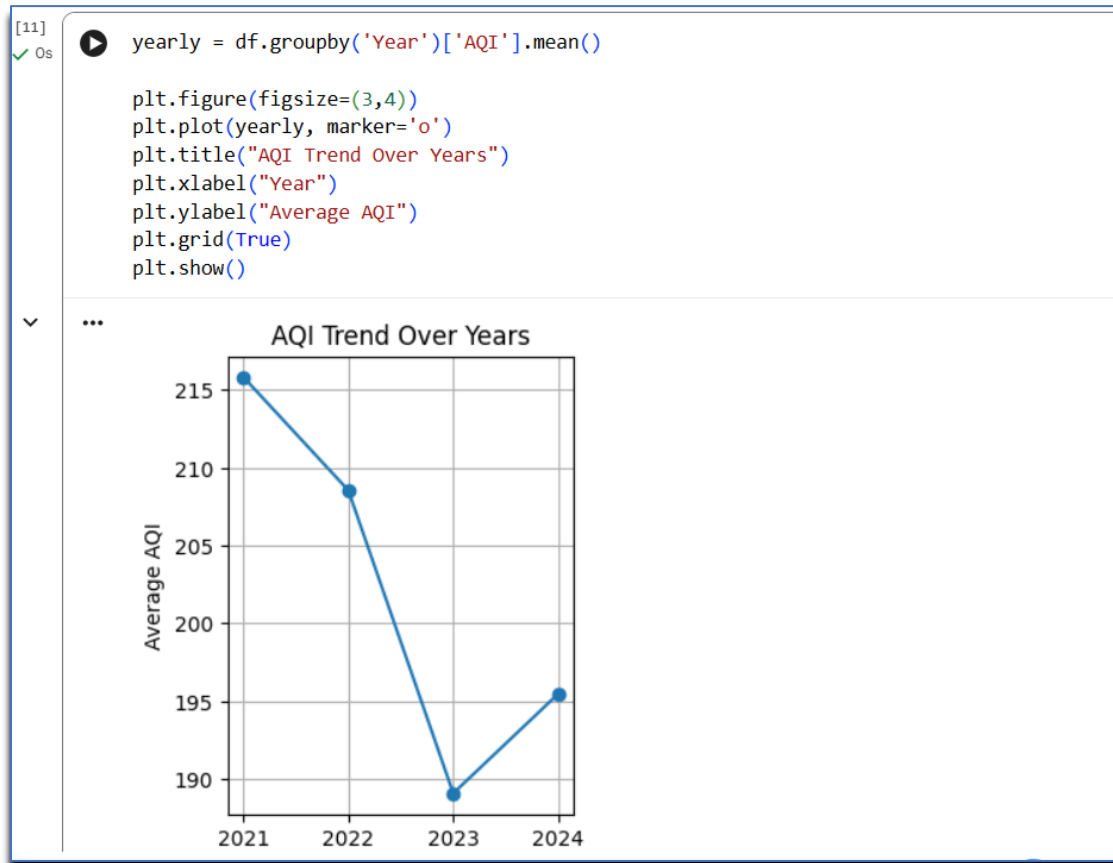 [11]
0s
yearly = df.groupby('Year')['AQI'].mean()
plt.figure(figsize=(3,4))
plt.plot(yearly, marker='o')
plt.title("AQI Trend Over Years")
plt.xlabel("Year")
plt.ylabel("Average AQI")
plt.grid(True)
plt.show()
AQI Trend Over Years
215
210
205
200
195
190
Average AQI
2021 2022 2023 2024